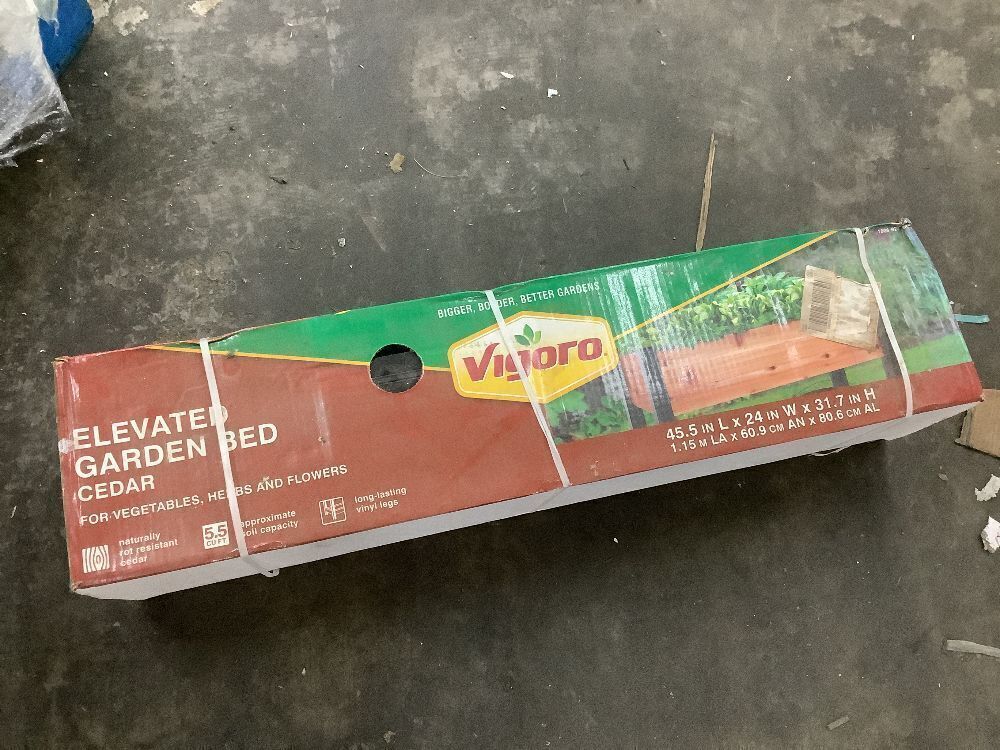 BIGGER, BOLDER, BETTER GARDENS
Vigoro
ELEVATED
GARDEN BED
CEDAR
FOR VEGETABLES, HERBS AND FLOWERS
naturally
rot resistant
cedar
5.5
CU FT
approximate
soil capacity
long-lasting
vinyl legs
45.5 IN L x 24 IN W x 31.7 IN H
1.15 M LA x 60.9 CM AN x 80.6 CM AL